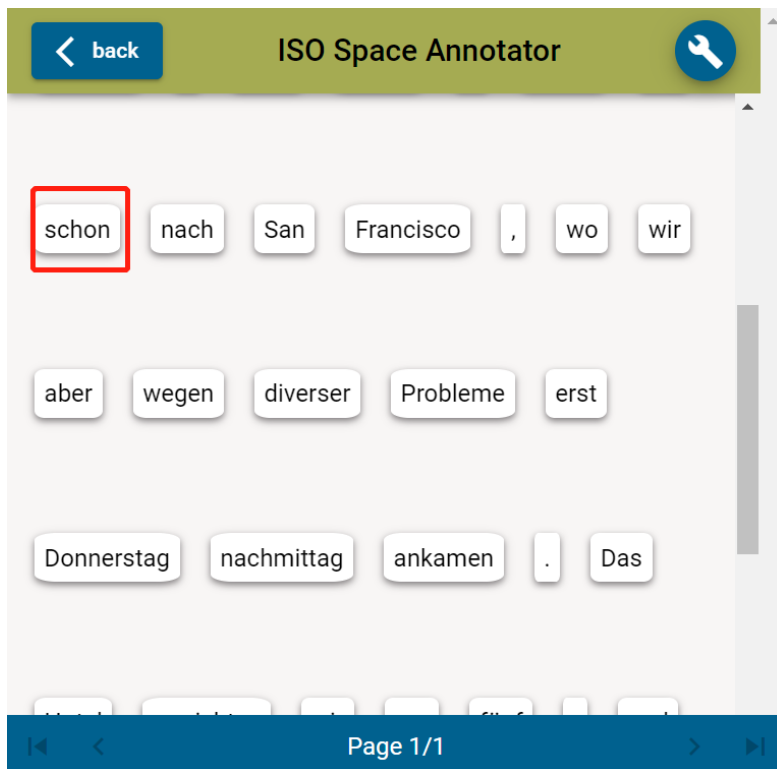 back ISO Space Annotator
schon nach San Francisco , wo wir
aber wegen diverser Probleme erst
Donnerstag nachmittag ankamen . Das
Page 1/1